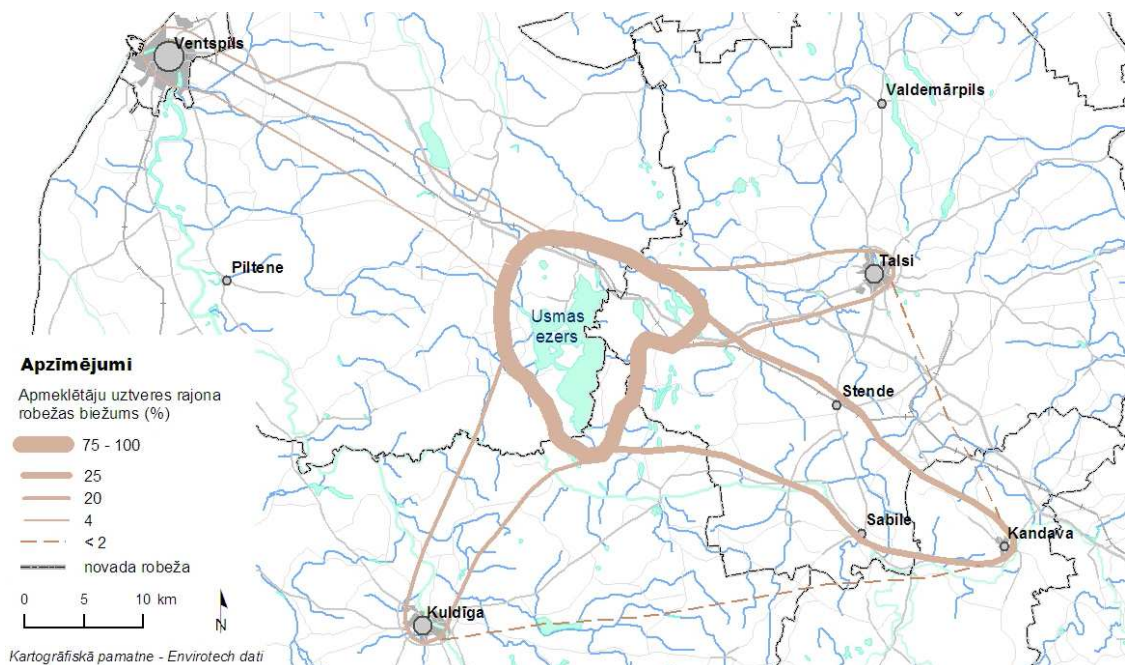 Ventspils
Valdemārpils
Talsi
Piltene
Usmas
ezers
Stende
Sabile
Kandava
Kuldīga
Apzīmējumi
Apmeklētāju uztveres rajona
robežas biežums (%)
75 - 100
25
20
4
< 2
novada robeža
0 5 10 km
N
Kartogrāfiskā pamatne - Envirotech dati